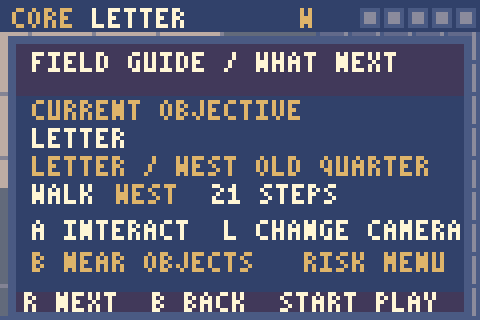 CORE LETTER N
FIELD GUIDE / WHAT NEXT
CURRENT OBJECTIVE
LETTER
LETTER / WEST OLD QUARTER
WALK WEST 21 STEPS
A INTERACT L CHANGE CAMERA
B NEAR OBJECTS RISK MENU
R NEXT B BACK START PLAY